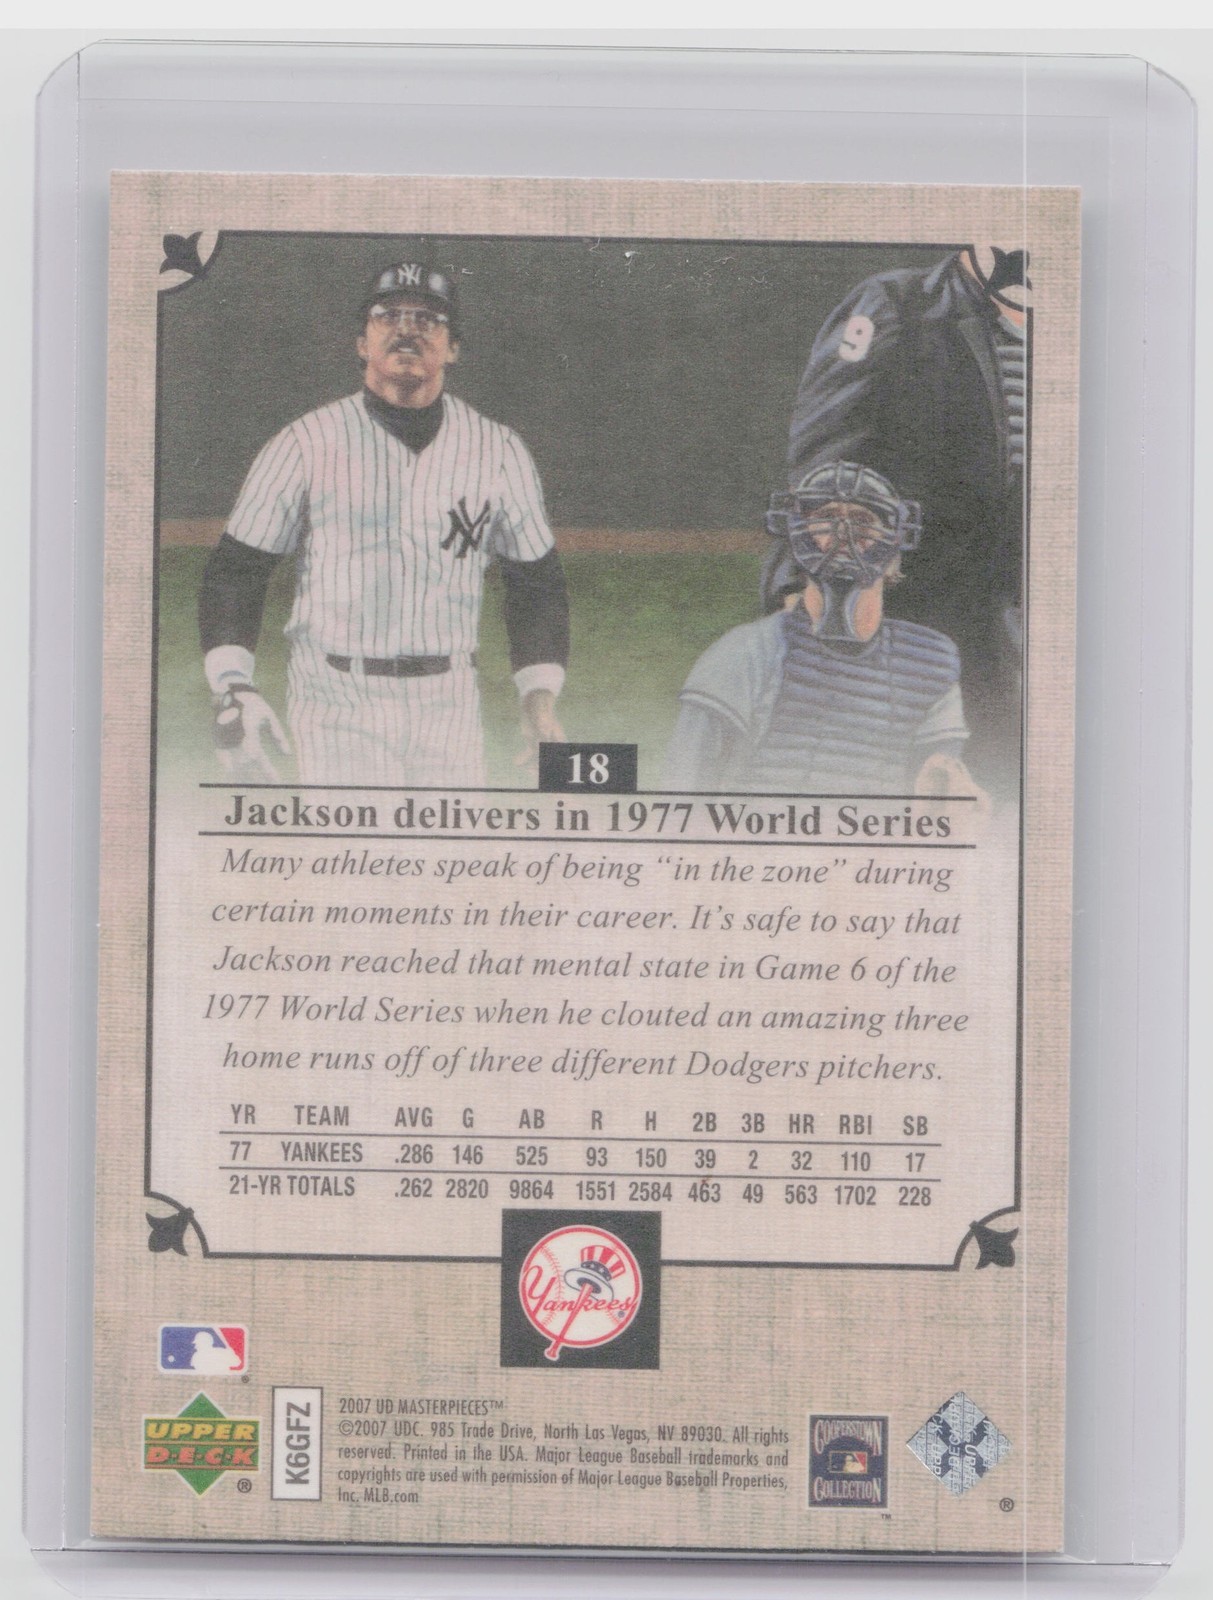 NY
9
NY
18
Jackson delivers in 1977 World Series
Many athletes speak of being "in the zone" during
certain moments in their career. It's safe to say that
Jackson reached that mental state in Game 6 of the
1977 World Series when he clouted an amazing three
home runs off of three different Dodgers pitchers.
YR TEAM AVG G AB R H 2B 3B HR RBI SB
77 YANKEES .286 146 525 93 150 39 2 32 110 17
21-YR TOTALS .262 2820 9864 1551 2584 463 49 563 1702 228
Yankees
®
UPPER
D·E·C·K
®
K6GFZ
2007 UD MASTERPIECES™
©2007 UDC. 985 Trade Drive, North Las Vegas, NV 89030. All rights
reserved. Printed in the USA. Major League Baseball trademarks and
copyrights are used with permission of Major League Baseball Properties,
Inc. MLB.com
COOPERSTOWN
COLLECTION
™
®